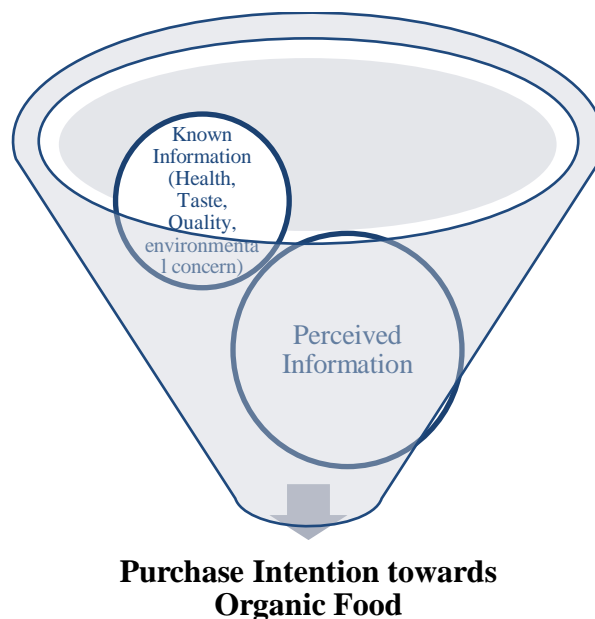 Known
Information
(Health,
Taste,
Quality,
environmenta
l concern)
Perceived
Information
Purchase Intention towards
Organic Food